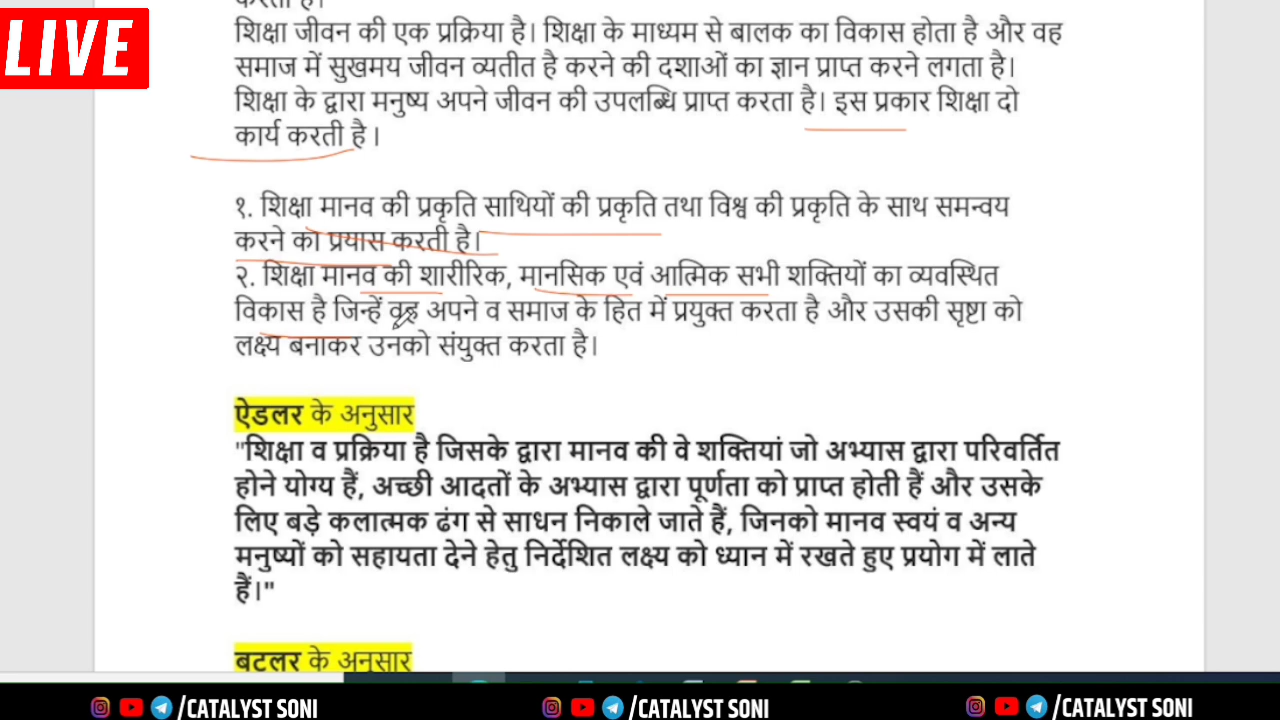 LIVE
करता है।
शिक्षा जीवन की एक प्रक्रिया है। शिक्षा के माध्यम से बालक का विकास होता है और वह
समाज में सुखमय जीवन व्यतीत है करने की दशाओं का ज्ञान प्राप्त करने लगता है।
शिक्षा के द्वारा मनुष्य अपने जीवन की उपलब्धि प्राप्त करता है। इस प्रकार शिक्षा दो
कार्य करती है।
१. शिक्षा मानव की प्रकृति साथियों की प्रकृति तथा विश्व की प्रकृति के साथ समन्वय
करने का प्रयास करती है।
२. शिक्षा मानव की शारीरिक, मानसिक एवं आत्मिक सभी शक्तियों का व्यवस्थित
विकास है जिन्हें वह अपने व समाज के हित में प्रयुक्त करता है और उसकी सृष्टा को
लक्ष्य बनाकर उनको संयुक्त करता है।
ऐडलर के अनुसार
"शिक्षा व प्रक्रिया है जिसके द्वारा मानव की वे शक्तियां जो अभ्यास द्वारा परिवर्तित
होने योग्य हैं, अच्छी आदतों के अभ्यास द्वारा पूर्णता को प्राप्त होती हैं और उसके
लिए बड़े कलात्मक ढंग से साधन निकाले जाते हैं, जिनको मानव स्वयं व अन्य
मनुष्यों को सहायता देने हेतु निर्देशित लक्ष्य को ध्यान में रखते हुए प्रयोग में लाते
हैं।"
बटलर के अनुसार
/CATALYST SONI /CATALYST SONI /CATALYST SONI